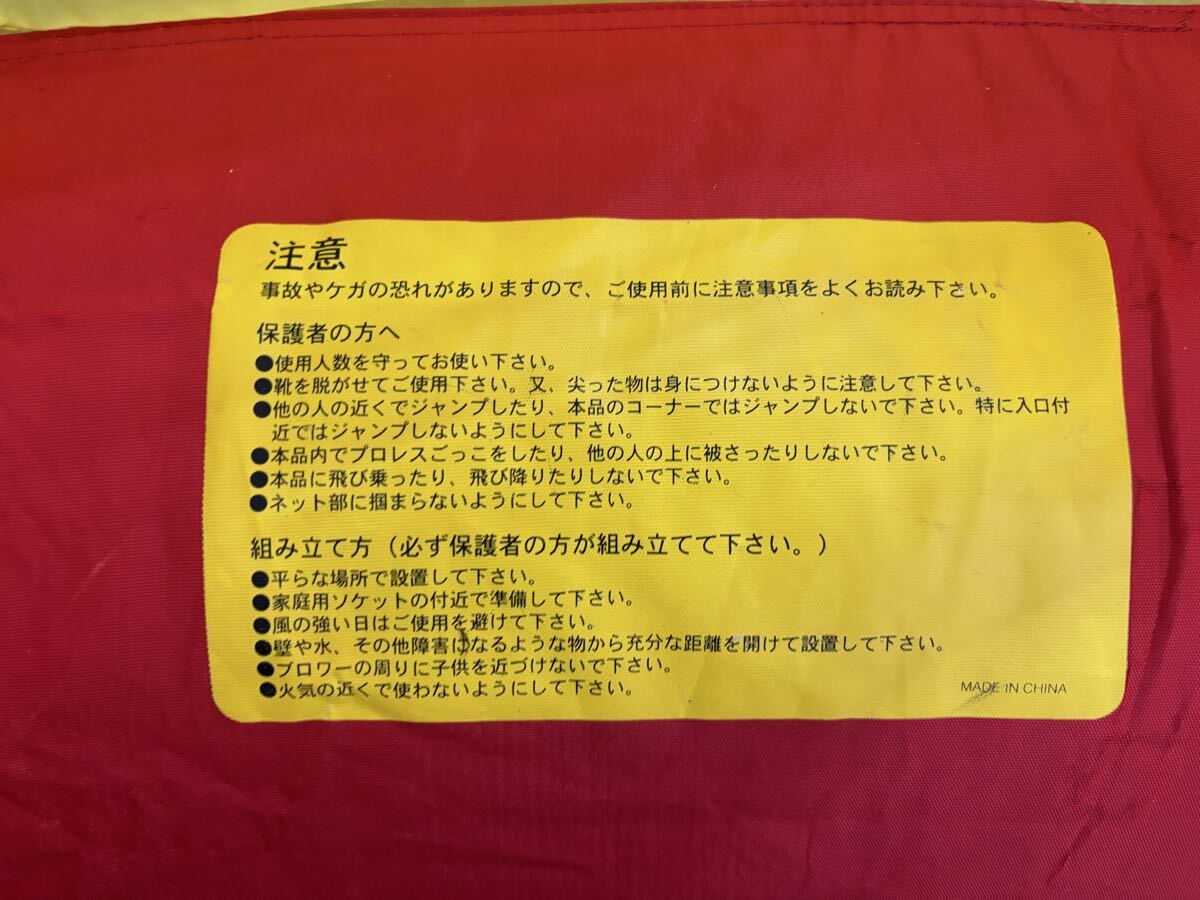 注意
事故やケガの恐れがありますので、ご使用前に注意事項をよくお読み下さい。
保護者の方へ
●使用人数を守ってお使い下さい。
●靴を脱がせてご使用下さい。又、尖った物は身につけないように注意して下さい。
●他の人の近くでジャンプしたり、本品のコーナーではジャンプしないで下さい。特に入口付
近ではジャンプしないようにして下さい。
●本品内でプロレスごっこをしたり、他の人の上に被さったりしないで下さい。
●本品に飛び乗ったり、飛び降りたりしないで下さい。
●ネット部に掴まらないようにして下さい。
組み立て方（必ず保護者の方が組み立てて下さい。）
●平らな場所で設置して下さい。
●家庭用ソケットの付近で準備して下さい。
●風の強い日はご使用を避けて下さい。
●壁や水、その他障害になるような物から充分な距離を開けて設置して下さい。
●ブロワーの周りに子供を近づけないで下さい。
●火気の近くで使わないようにして下さい。
MADE IN CHINA